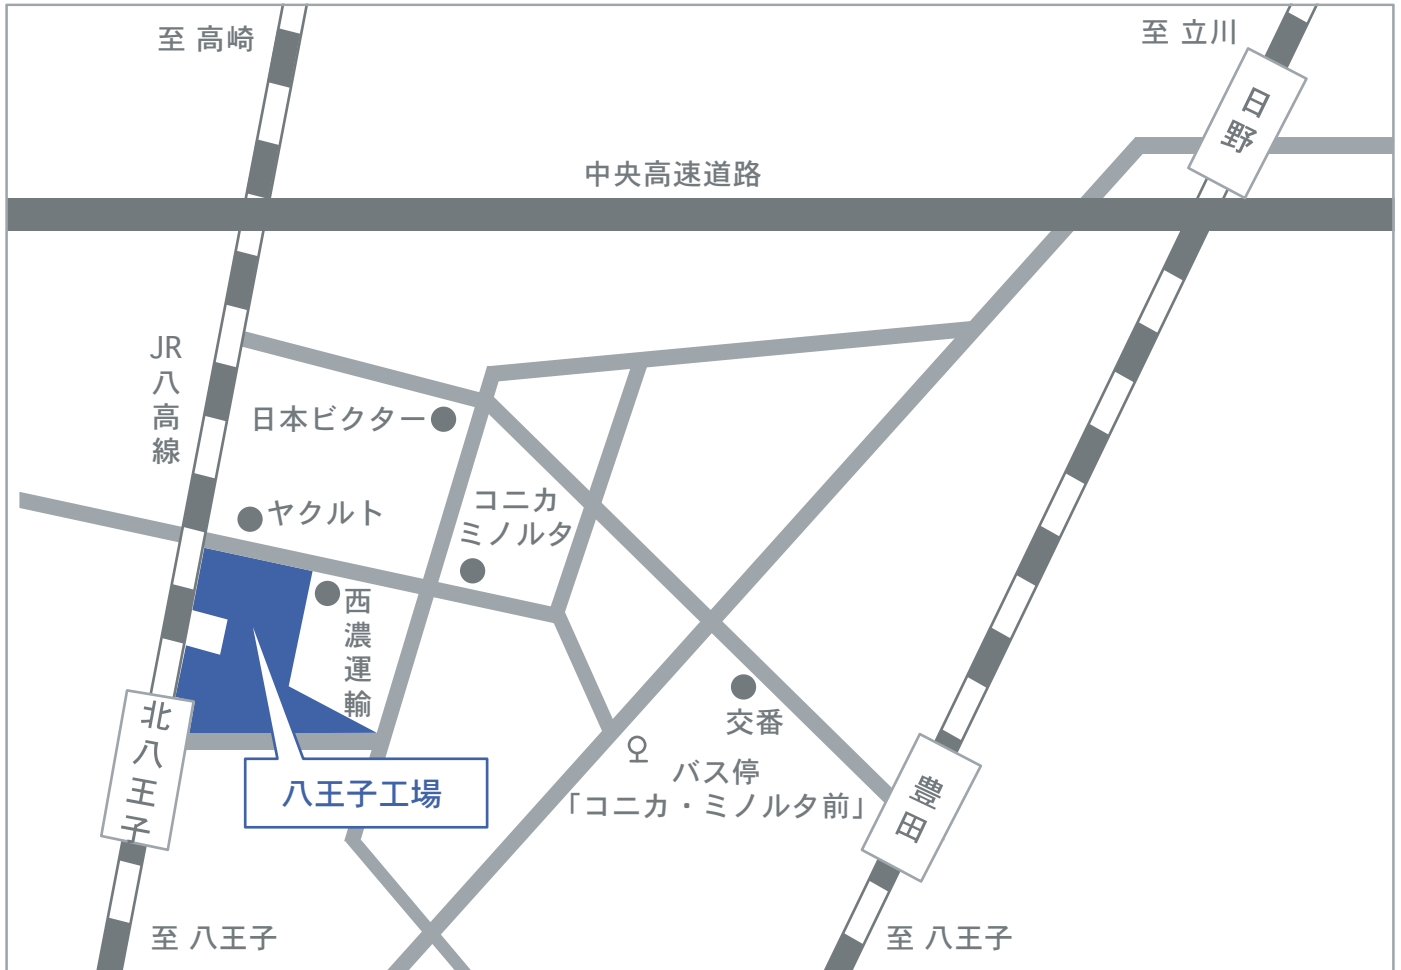 至 高崎
至 立川
日野
中央高速道路
JR八高線
日本ビクター
ヤクルト
コニカ
ミノルタ
西濃運輸
北八王子
八王子工場
交番
バス停
「コニカ・ミノルタ前」
豊田
至 八王子
至 八王子